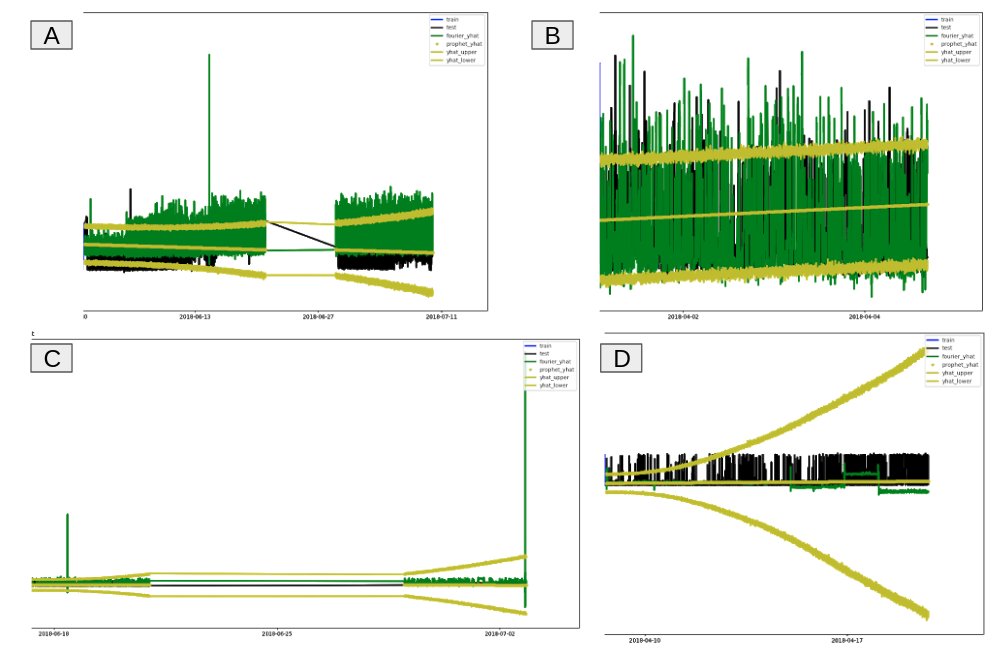 A
train
test
fourier_yhat
prophet_yhat
yhat_upper
yhat_lower
0
2018-06-13
2018-06-27
2018-07-11
B
train
test
fourier_yhat
prophet_yhat
yhat_upper
yhat_lower
2018-04-02
2018-04-04
t
C
train
test
fourier_yhat
prophet_yhat
yhat_upper
yhat_lower
2018-06-18
2018-06-25
2018-07-02
D
train
test
fourier_yhat
prophet_yhat
yhat_upper
yhat_lower
2018-04-10
2018-04-17